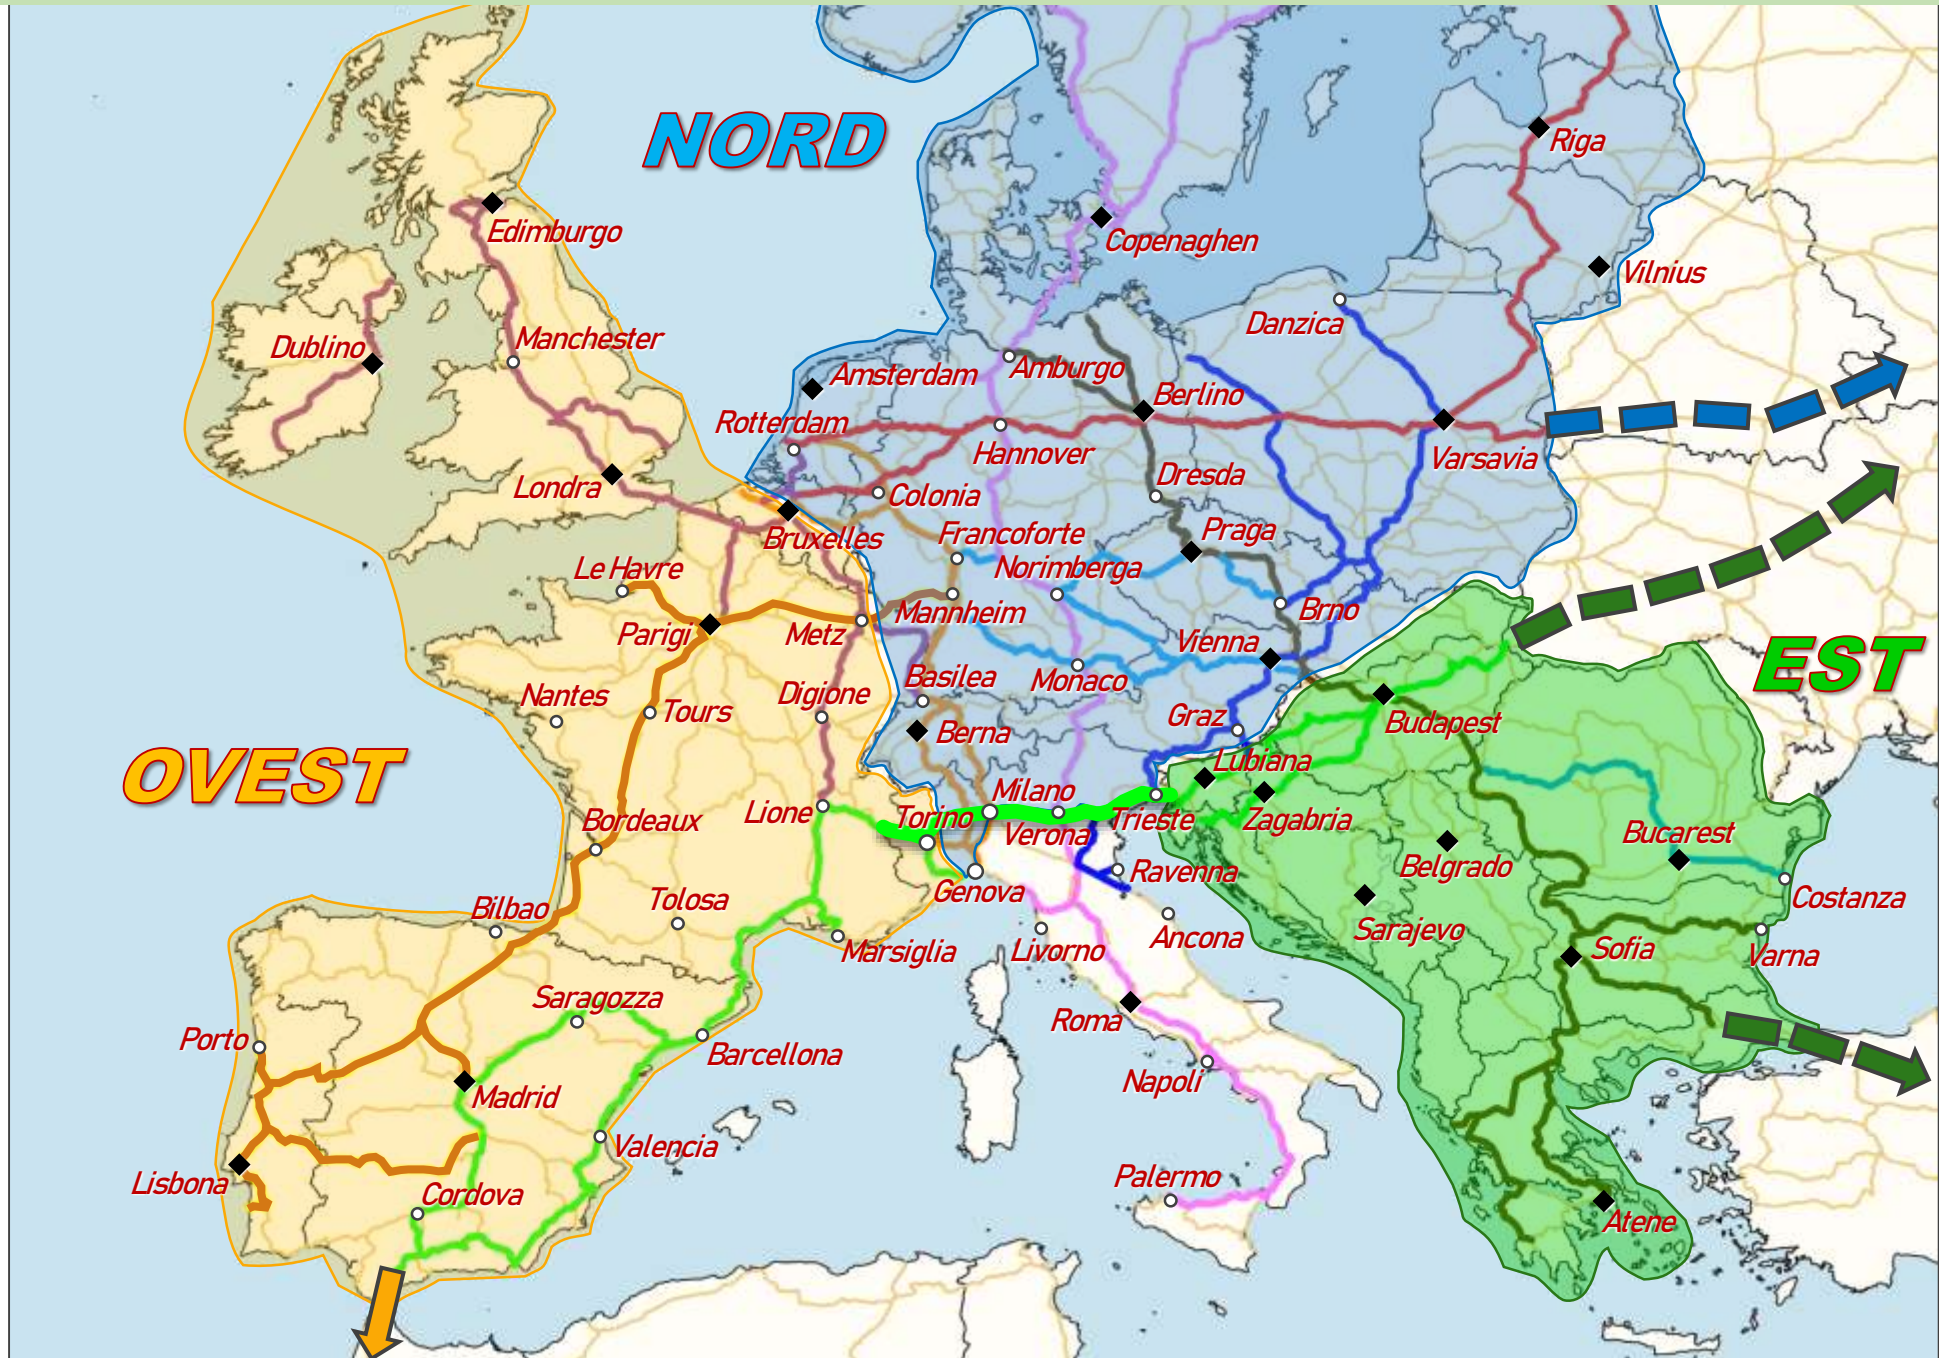 NORD
Riga
Edimburgo
Copenaghen
Vilnius
Danzica
Manchester
Dublino
Amburgo
Amsterdam
Berlino
Rotterdam
Hannover
Varsavia
Dresda
Londra
Colonia
Praga
Francoforte
Bruxelles
Le Havre
Norimberga
Mannheim
Brno
Parigi
Metz
Vienna
EST
Basilea
Monaco
Nantes
Digione
Tours
Graz
Budapest
Berna
OVEST
Lubiana
Milano
Lione
Torino
Verona
Trieste
Zagabria
Bordeaux
Bucarest
Belgrado
Ravenna
Genova
Costanza
Tolosa
Bilbao
Sarajevo
Ancona
Livorno
Marsiglia
Sofia
Varna
Saragozza
Roma
Porto
Barcellona
Napoli
Madrid
Valencia
Palermo
Lisbona
Cordova
Atene